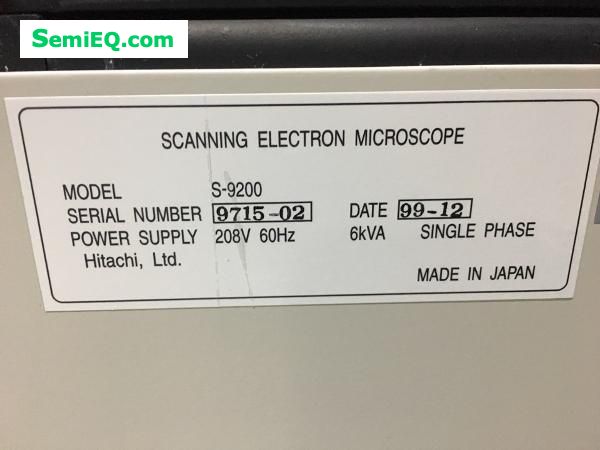 SemiEQ.com
SCANNING ELECTRON MICROSCOPE
MODEL S-9200
SERIAL NUMBER 9715-02 DATE 99-12
POWER SUPPLY 208V 60Hz 6kVA SINGLE PHASE
Hitachi, Ltd.
MADE IN JAPAN